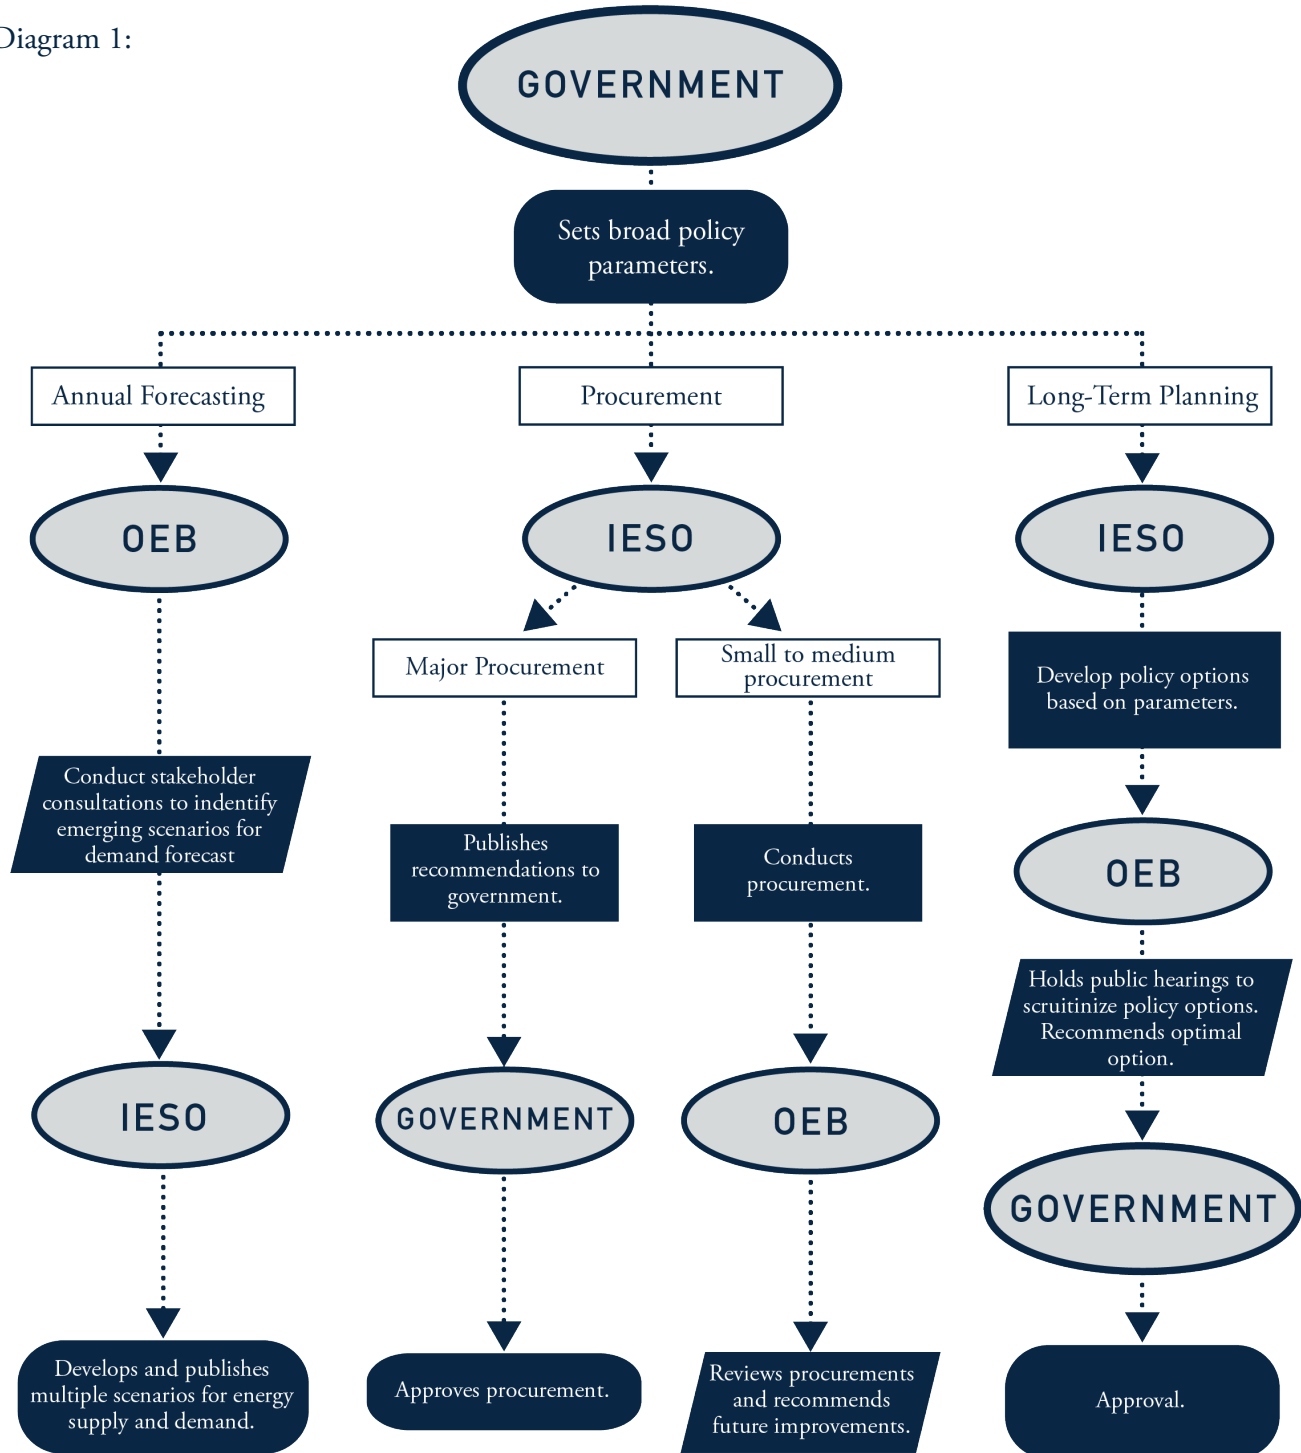 Diagram 1:
GOVERNMENT
Sets broad policy
parameters.
Annual Forecasting
OEB
Conduct stakeholder
consultations to indentify
emerging scenarios for
demand forecast
IESO
Develops and publishes
multiple scenarios for energy
supply and demand.
Procurement
IESO
Major Procurement
Publishes
recommendations to
government.
GOVERNMENT
Approves procurement.
Small to medium
procurement
Conducts
procurement.
OEB
Reviews procurements
and recommends
future improvements.
Long-Term Planning
IESO
Develop policy options
based on parameters.
OEB
Holds public hearings to
scruitinize policy options.
Recommends optimal
option.
GOVERNMENT
Approval.